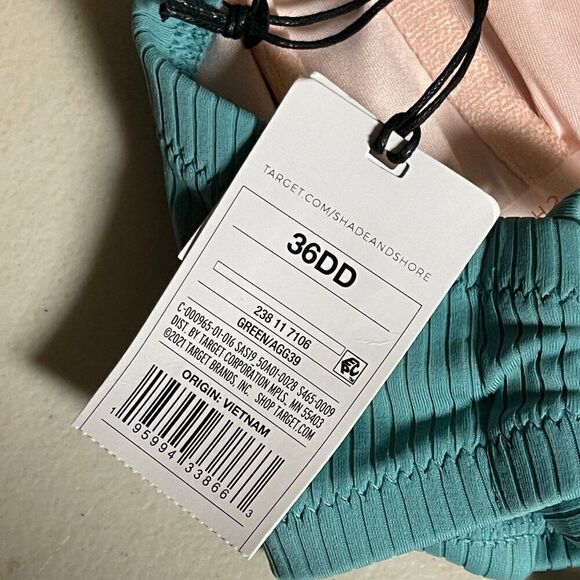 TARGET.COM/SHADEANDSHORE
36DD
238 11 7106
GREEN/AGG39
C-000965-01-016 SAS19 50A01-0028 S465-0009
DIST. BY TARGET CORPORATION MPLS, MN 55403
©2021 TARGET BRANDS, INC. SHOP TARGET.COM
ORIGIN: VIETNAM
1 95994 33866 3